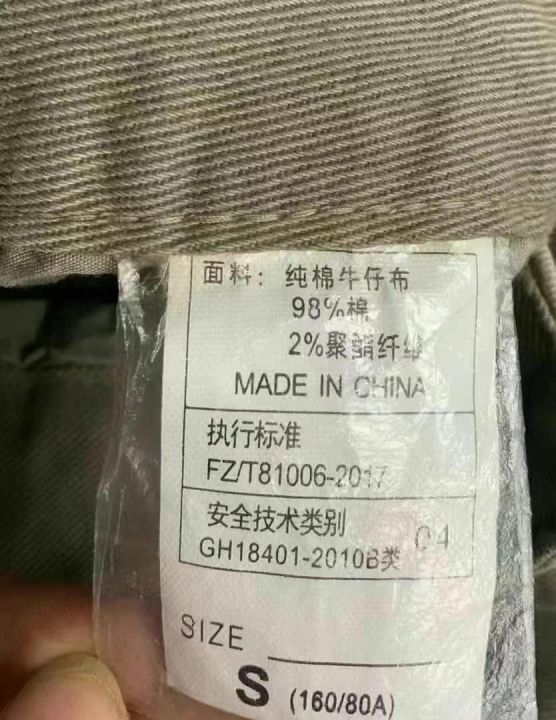 面料：纯棉牛仔布
98%棉
2%聚酯纤维
MADE IN CHINA
执行标准
FZ/T81006-2017
安全技术类别
GH18401-2010B类
04
SIZE
S (160/80A)